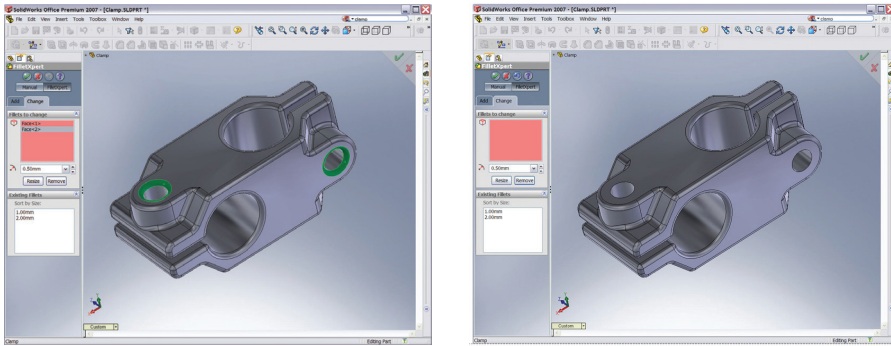 SolidWorks Office Premium 2007 - [Clamp.SLDPRT *]
File Edit View Insert Tools Toolbox Window Help
clemo
Clamp
FilletXpert
Manual FilletXpert
Add Change
Fillets to change
Face<1>
Face<2>
0.50mm
Resize Remove
Existing Fillets
Sort by Size:
1.00mm
2.00mm
Custom
Clamp Editing Part
SolidWorks Office Premium 2007 - [Clamp.SLDPRT *]
File Edit View Insert Tools Toolbox Window Help
clemo
Clamp
FilletXpert
Manual FilletXpert
Add Change
Fillets to change
0.50mm
Resize Remove
Existing Fillets
Sort by Size:
1.00mm
2.00mm
Custom
Clamp Editing Part